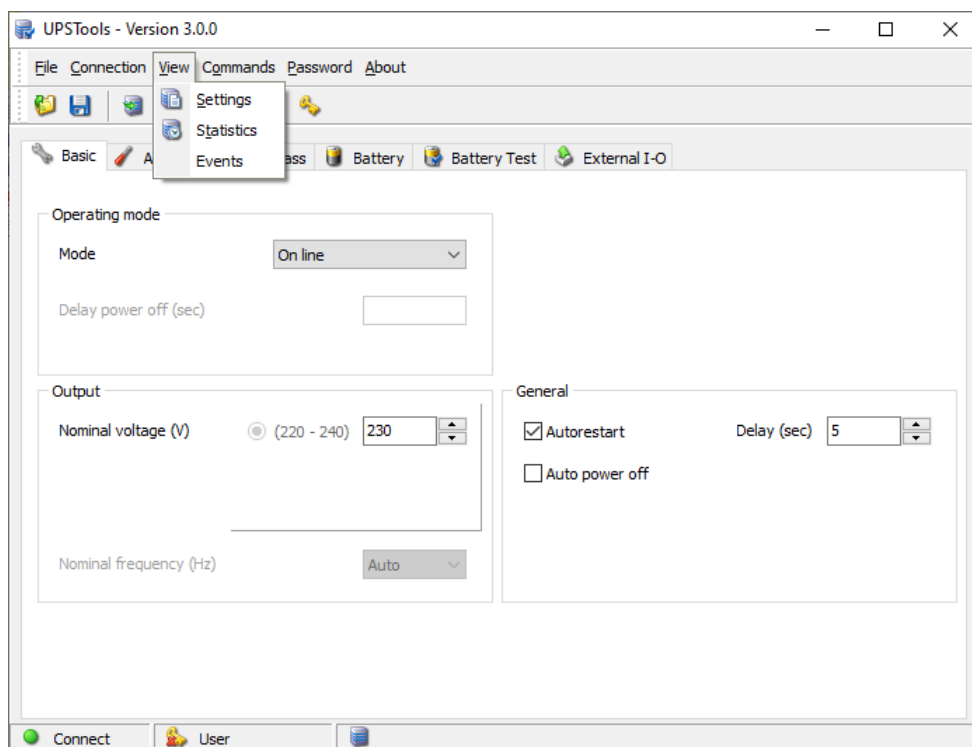 UPSTools - Version 3.0.0
File Connection View Commands Password About
Settings
Statistics
Events
Basic A ass Battery Battery Test External I-O
Operating mode
Mode On line
Delay power off (sec)
Output
Nominal voltage (V) (220 - 240) 230
Nominal frequency (Hz) Auto
General
Autorestart Delay (sec) 5
Auto power off
Connect User